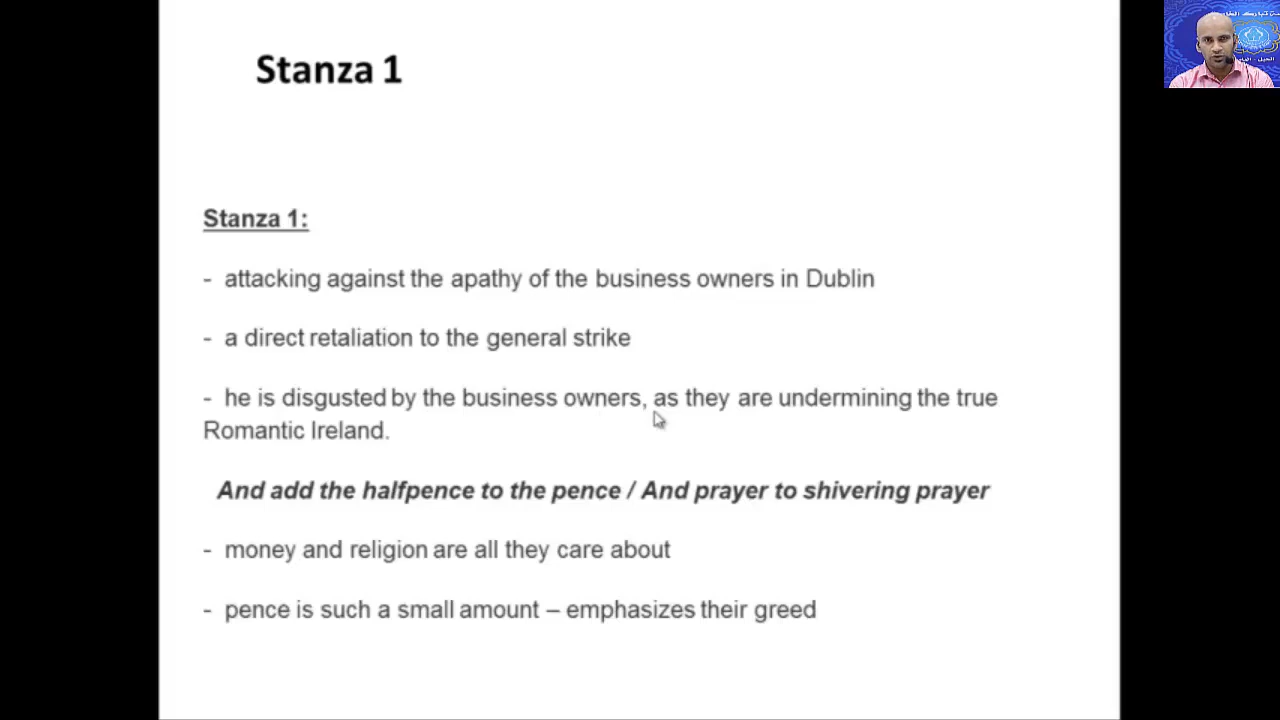 Stanza 1
Stanza 1:
- attacking against the apathy of the business owners in Dublin
- a direct retaliation to the general strike
- he is disgusted by the business owners, as they are undermining the true
Romantic Ireland.
And add the halfpence to the pence / And prayer to shivering prayer
- money and religion are all they care about
- pence is such a small amount – emphasizes their greed